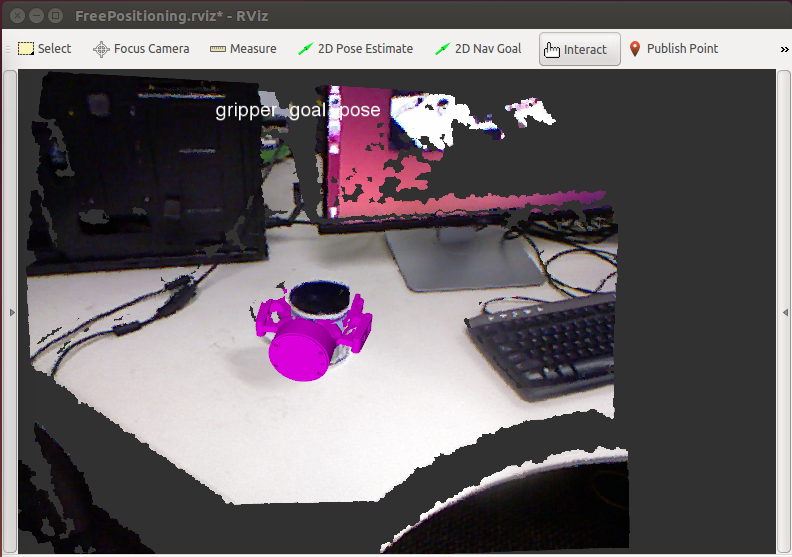 FreePositioning.rviz* - RViz
Select Focus Camera Measure 2D Pose Estimate 2D Nav Goal Interact Publish Point »
gripper_goal_pose